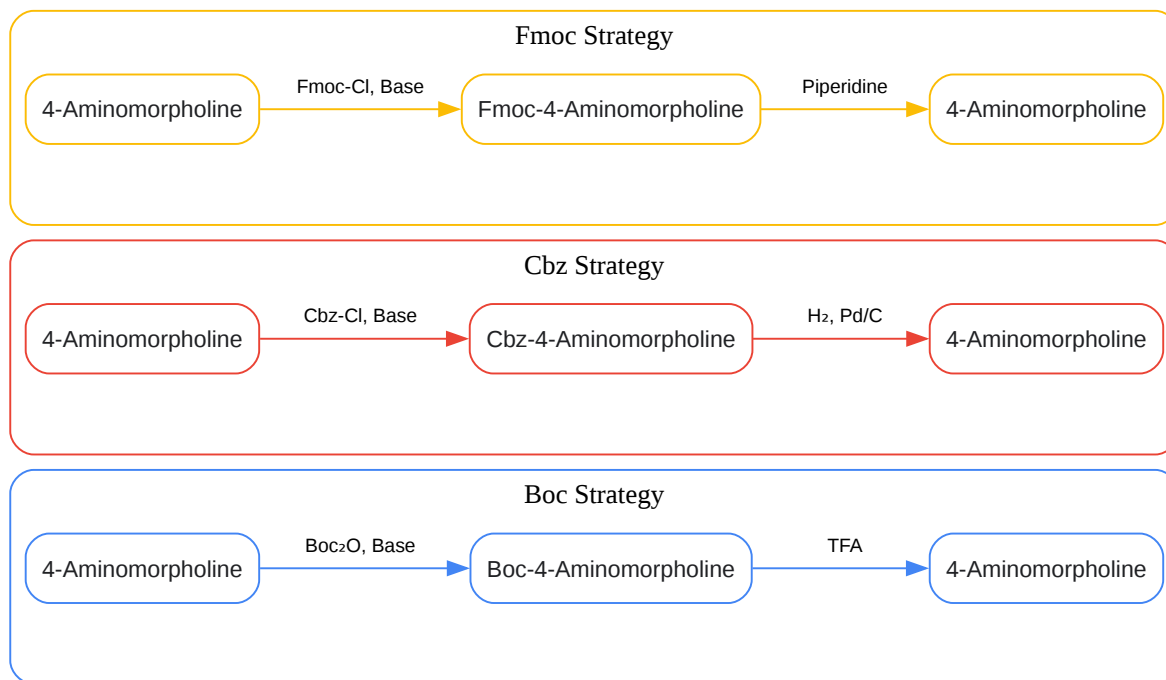 Fmoc Strategy
4-Aminomorpholine
Fmoc-Cl, Base
Fmoc-4-Aminomorpholine
Piperidine
4-Aminomorpholine
Cbz Strategy
4-Aminomorpholine
Cbz-Cl, Base
Cbz-4-Aminomorpholine
H₂, Pd/C
4-Aminomorpholine
Boc Strategy
4-Aminomorpholine
Boc₂O, Base
Boc-4-Aminomorpholine
TFA
4-Aminomorpholine